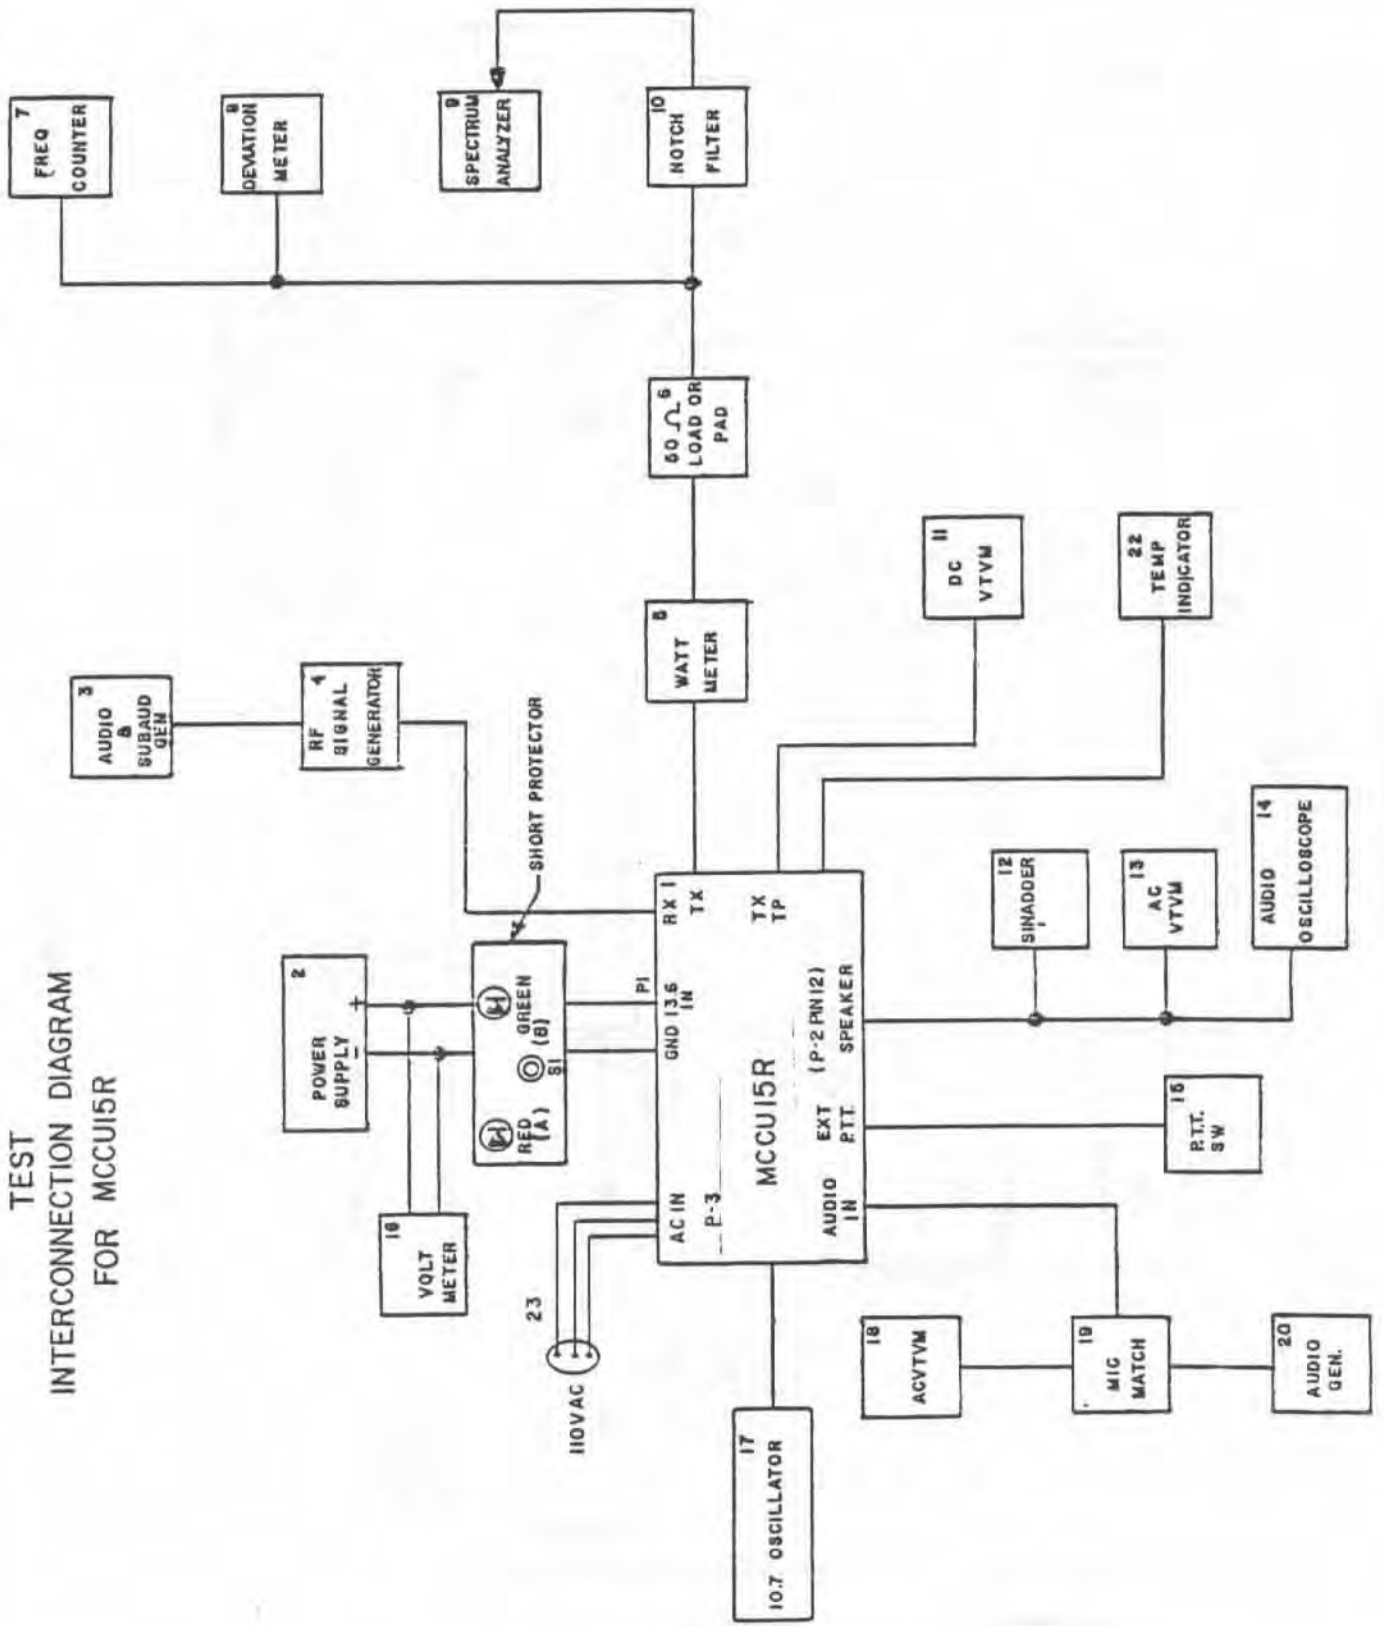 TEST
INTERCONNECTION DIAGRAM
FOR MCCU15R
7
FREQ
COUNTER
8
DEVIATION
METER
9
SPECTRUM
ANALYZER
10
NOTCH
FILTER
3
AUDIO
&
SUBAUD
GEN
4
RF
SIGNAL
GENERATOR
6
50 Ω
LOAD OR
PAD
5
WATT
METER
11
DC
VTVM
22
TEMP
INDICATOR
2
POWER
SUPPLY
+
-
16
VOLT
METER
SHORT PROTECTOR
RED
(A)
S1
GREEN
(B)
23
110VAC
AC IN
P-3
GND
13.6
IN
P1
RX
1
TX
TX
TP
MCCU15R
AUDIO
IN
EXT
P.T.T.
(P-2 PIN 12)
SPEAKER
12
SINADDER
13
AC
VTVM
14
AUDIO
OSCILLOSCOPE
15
P.T.T.
SW
17
10.7 OSCILLATOR
18
ACVTVM
19
MIC
MATCH
20
AUDIO
GEN.